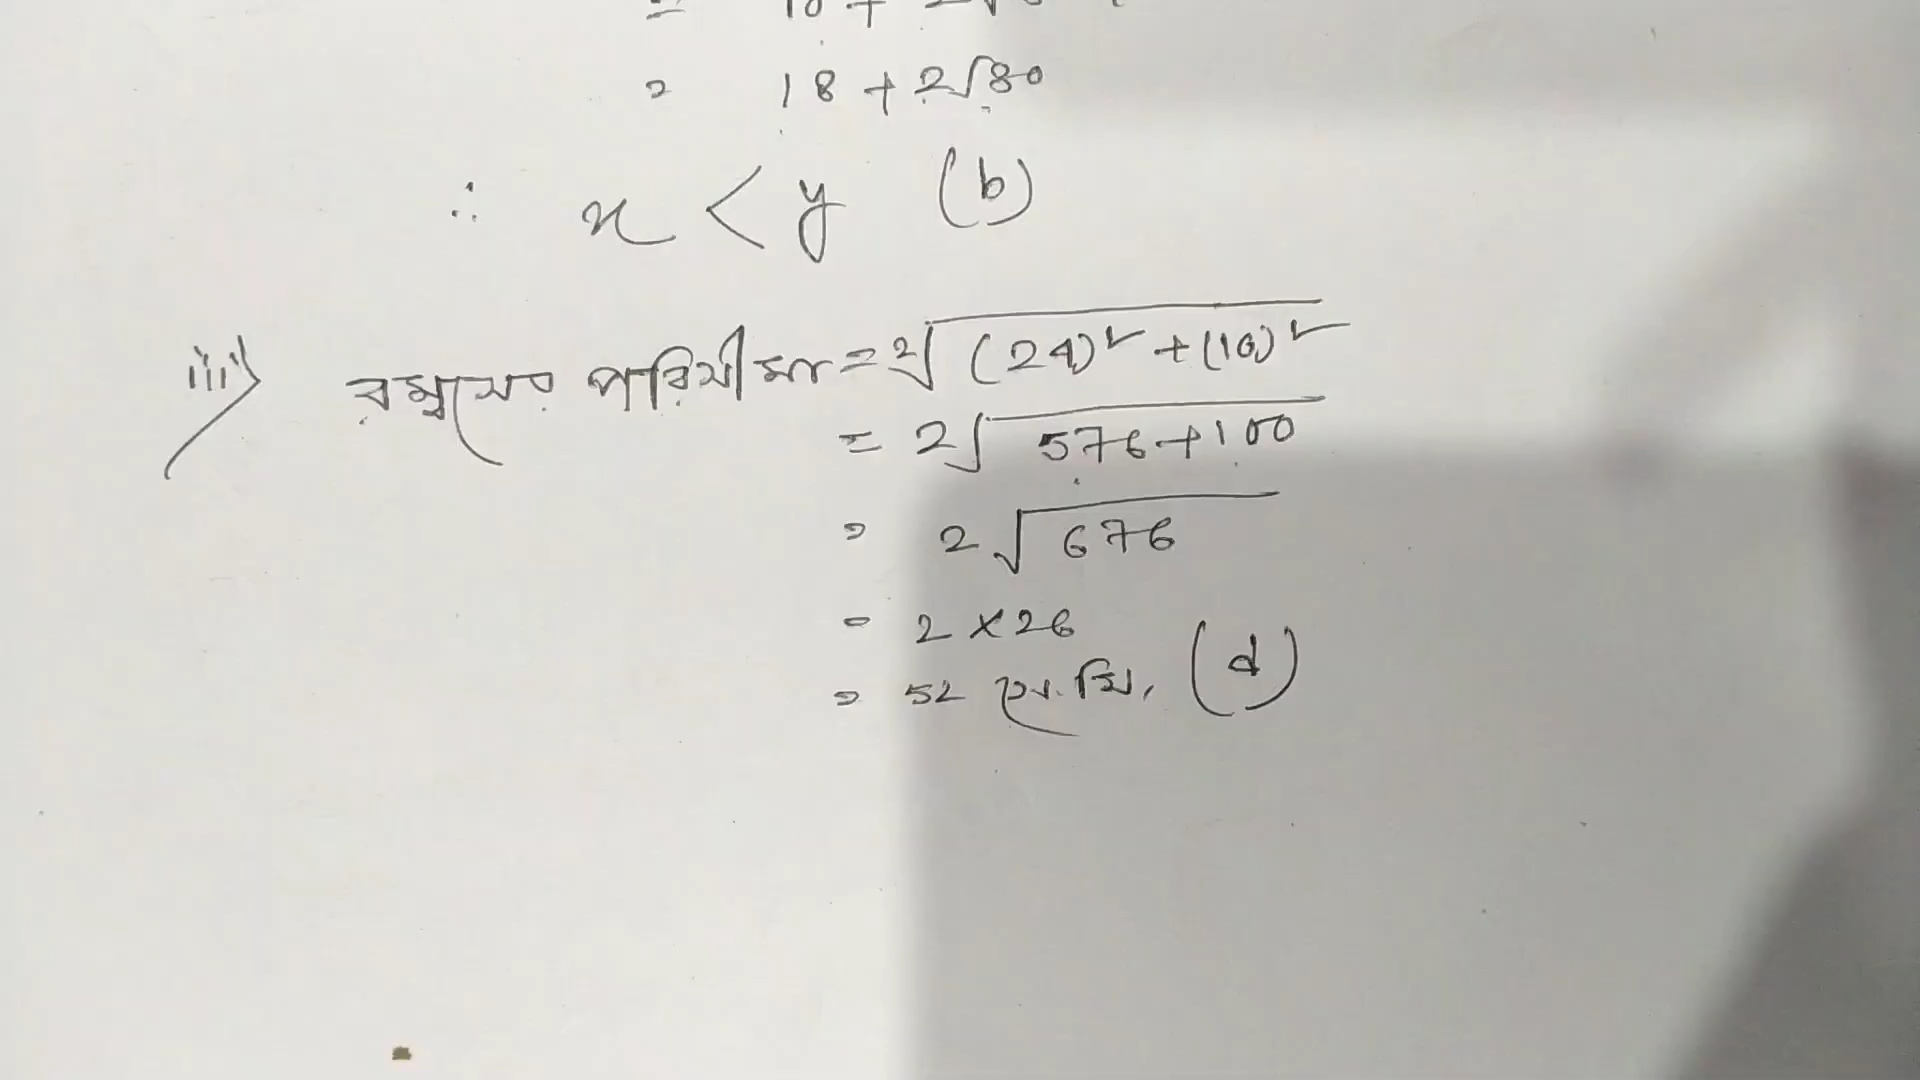 = 18 + 2√80
∴ x < y (b)
iii) রম্বসের পরিসীমা = 2√(24)² + (10)²
= 2√576+100
= 2√676
= 2 × 26
= 52 সে.মি. (d)